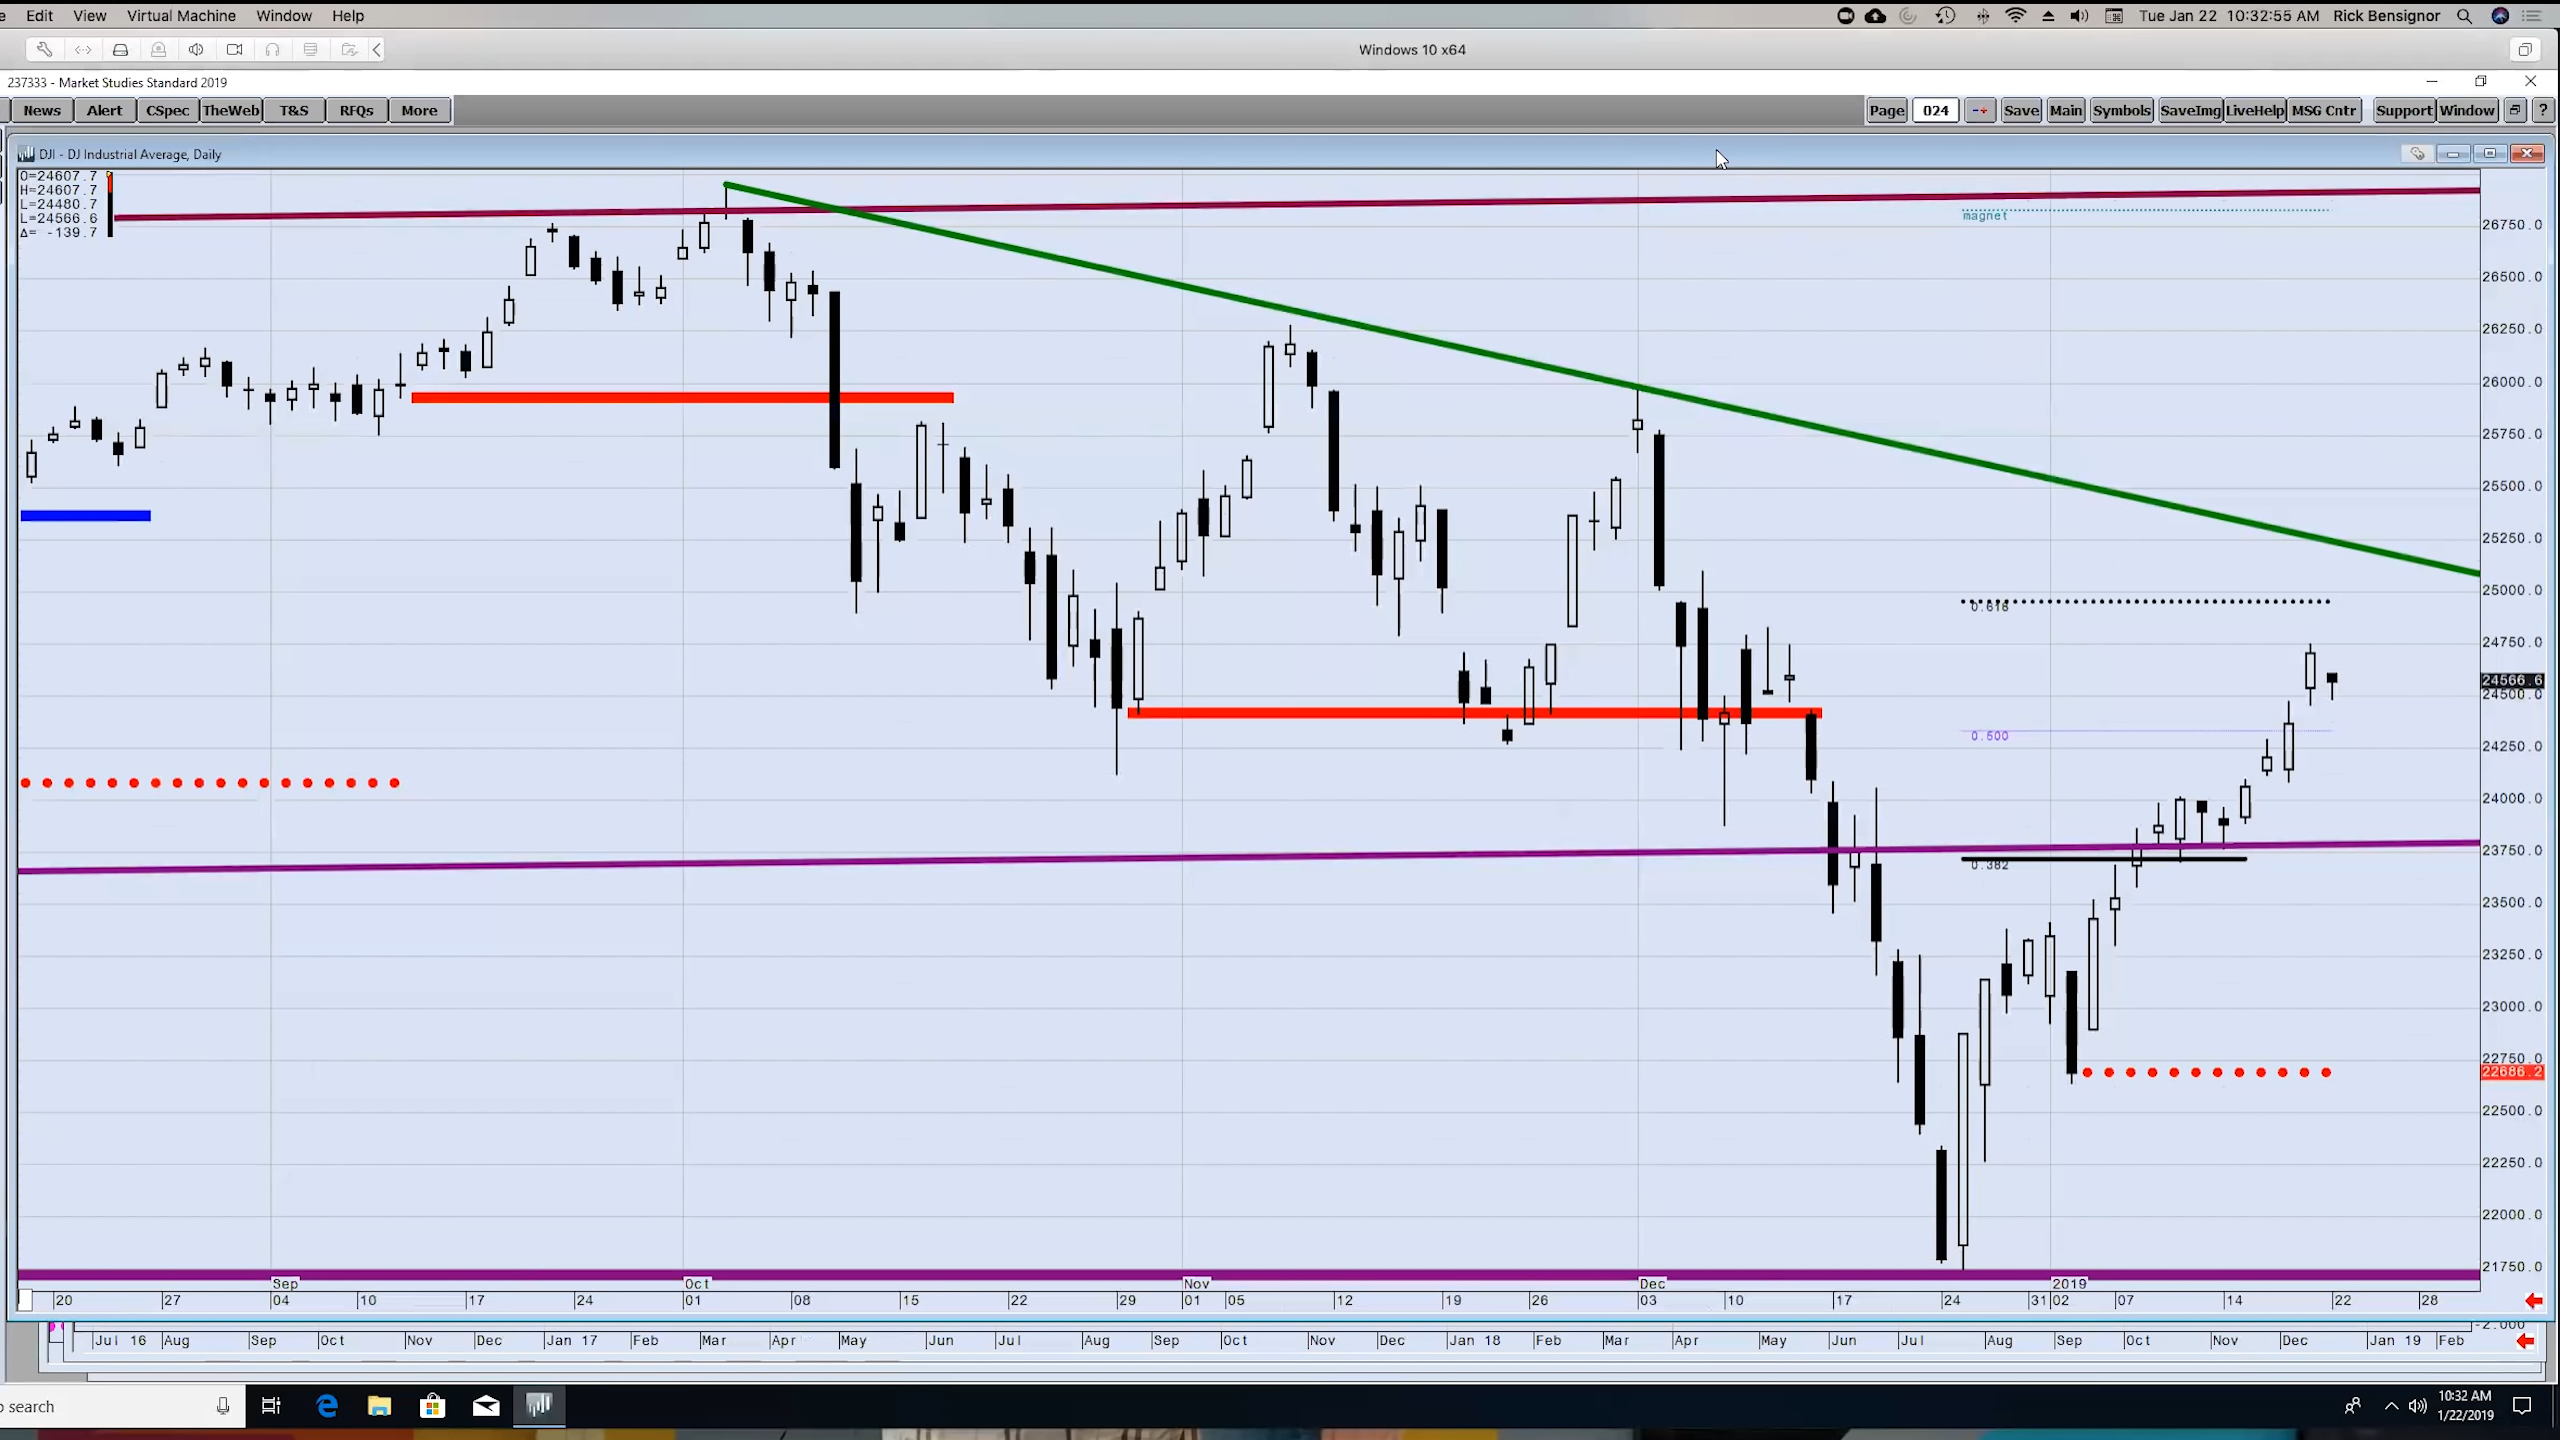 Edit View Virtual Machine Window Help Tue Jan 22 10:32:55 AM Rick Bensignor
Windows 10 x64
237333 - Market Studies Standard 2019
News Alert CSpec TheWeb T&S RFQs More Page 024 -+ Save Main Symbols SaveImg LiveHelp MSG Cntr Support Window ?
DJI - DJ Industrial Average, Daily
O=24607.7
H=24607.7
L=24480.7
L=24566.6
Δ= -139.7
magnet
26750.0
26500.0
26250.0
26000.0
25750.0
25500.0
25250.0
25000.0
0.618
24750.0
24566.6
24500.0
0.500
24250.0
24000.0
23750.0
0.382
23500.0
23250.0
23000.0
22750.0
22686.2
22500.0
22250.0
22000.0
21750.0
Sep Oct Nov Dec 2019
20 27 04 10 17 24 01 08 15 22 29 01 05 12 19 26 03 10 17 24 31 02 07 14 22 28
-2.000
Jul 16 Aug Sep Oct Nov Dec Jan 17 Feb Mar Apr May Jun Jul Aug Sep Oct Nov Dec Jan 18 Feb Mar Apr May Jun Jul Aug Sep Oct Nov Dec Jan 19 Feb
search
10:32 AM
1/22/2019